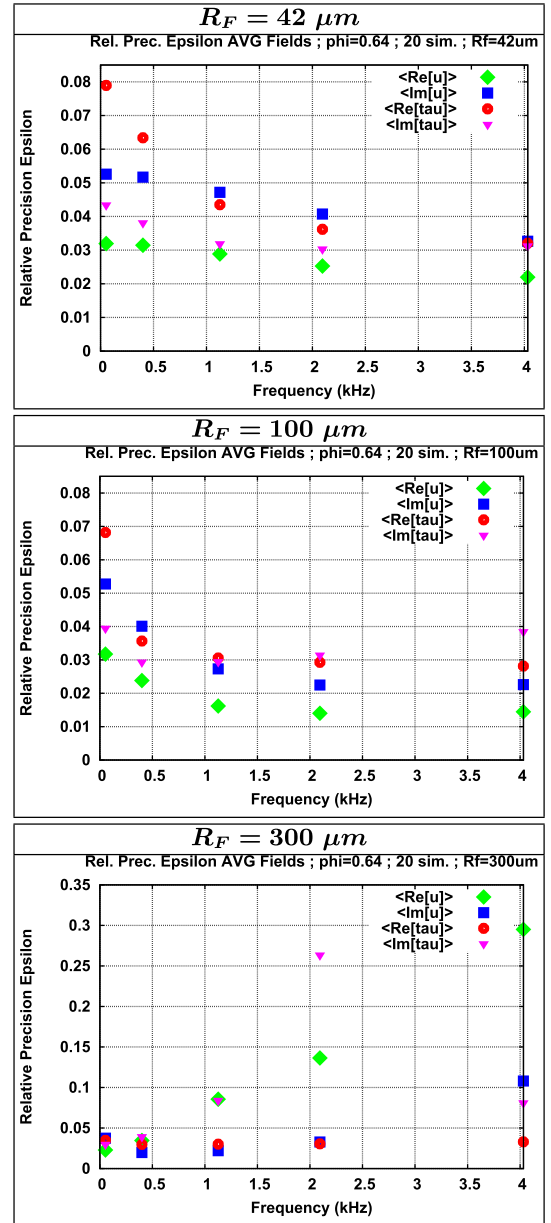 R_F = 42 μm
Rel. Prec. Epsilon AVG Fields ; phi=0.64 ; 20 sim. ; Rf=42um
<Re[u]>
<Im[u]>
<Re[tau]>
<Im[tau]>
0.08
0.07
0.06
0.05
0.04
0.03
0.02
0.01
0
Relative Precision Epsilon
0 0.5 1 1.5 2 2.5 3 3.5 4
Frequency (kHz)
R_F = 100 μm
Rel. Prec. Epsilon AVG Fields ; phi=0.64 ; 20 sim. ; Rf=100um
<Re[u]>
<Im[u]>
<Re[tau]>
<Im[tau]>
0.08
0.07
0.06
0.05
0.04
0.03
0.02
0.01
0
Relative Precision Epsilon
0 0.5 1 1.5 2 2.5 3 3.5 4
Frequency (kHz)
R_F = 300 μm
Rel. Prec. Epsilon AVG Fields ; phi=0.64 ; 20 sim. ; Rf=300um
<Re[u]>
<Im[u]>
<Re[tau]>
<Im[tau]>
0.35
0.3
0.25
0.2
0.15
0.1
0.05
0
Relative Precision Epsilon
0 0.5 1 1.5 2 2.5 3 3.5 4
Frequency (kHz)